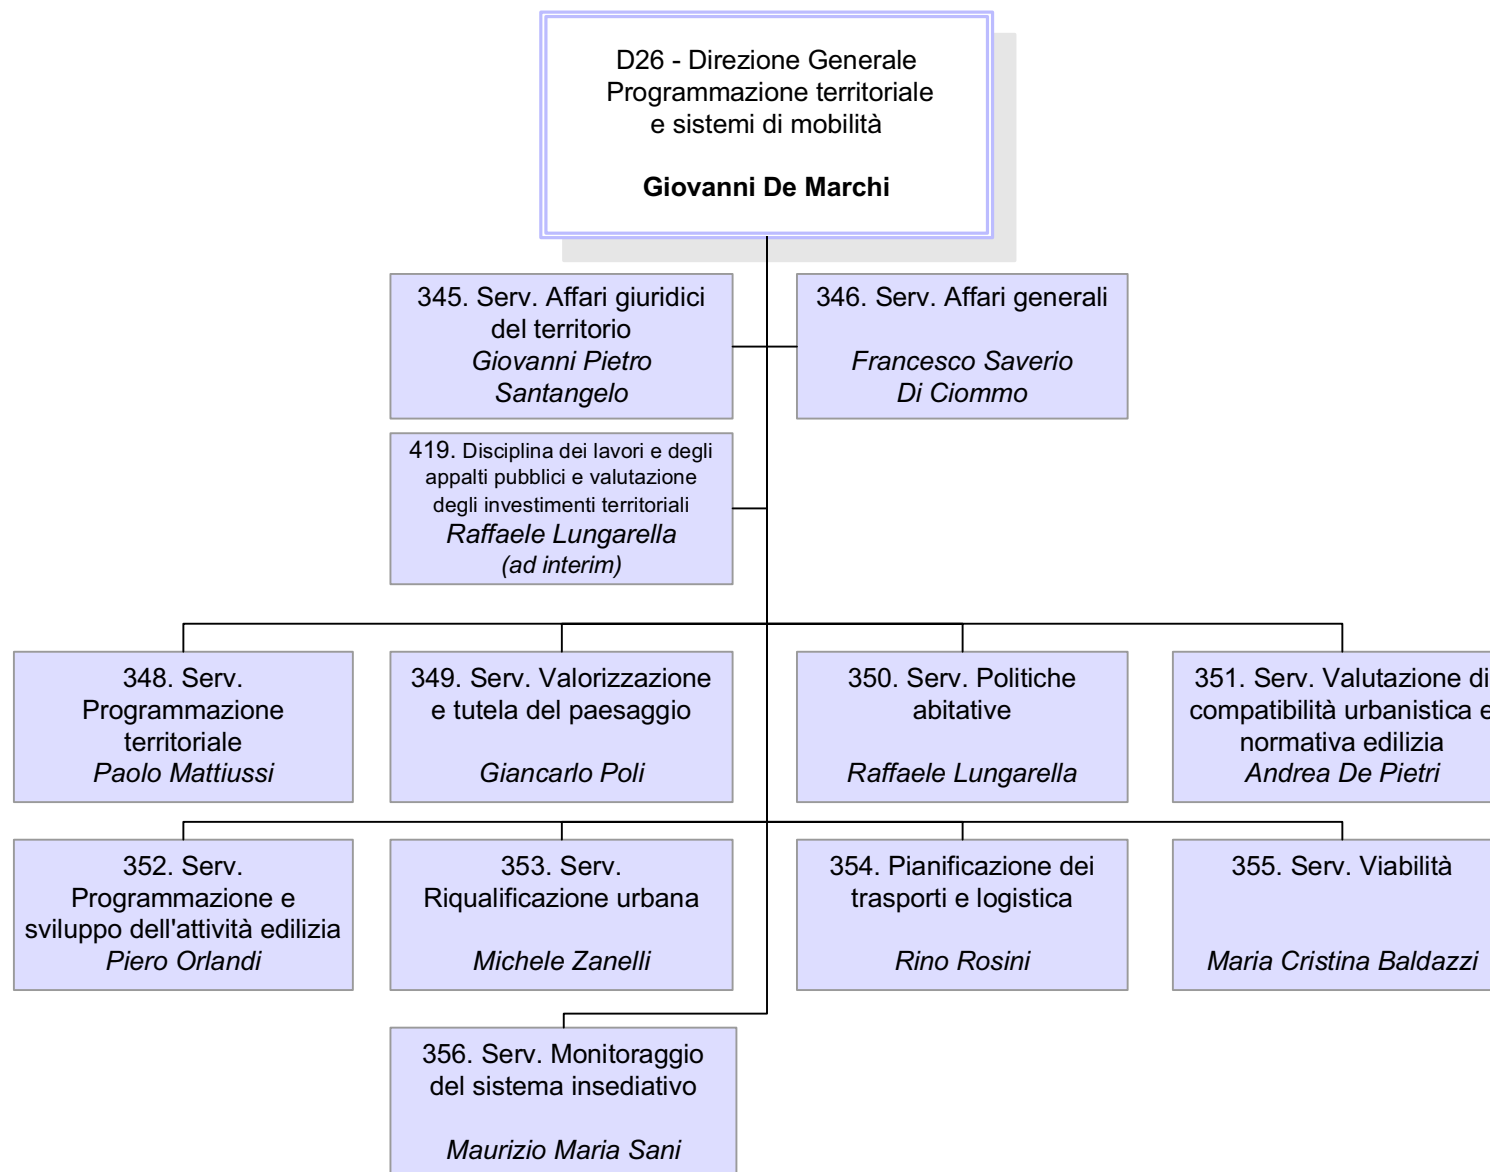 D26 - Direzione Generale
Programmazione territoriale
e sistemi di mobilità
Giovanni De Marchi
345. Serv. Affari giuridici
del territorio
Giovanni Pietro
Santangelo
346. Serv. Affari generali
Francesco Saverio
Di Ciommo
419. Disciplina dei lavori e degli
appalti pubblici e valutazione
degli investimenti territoriali
Raffaele Lungarella
(ad interim)
348. Serv.
Programmazione
territoriale
Paolo Mattiussi
349. Serv. Valorizzazione
e tutela del paesaggio
Giancarlo Poli
350. Serv. Politiche
abitative
Raffaele Lungarella
351. Serv. Valutazione di
compatibilità urbanistica e
normativa edilizia
Andrea De Pietri
352. Serv.
Programmazione e
sviluppo dell'attività edilizia
Piero Orlandi
353. Serv.
Riqualificazione urbana
Michele Zanelli
354. Pianificazione dei
trasporti e logistica
Rino Rosini
355. Serv. Viabilità
Maria Cristina Baldazzi
356. Serv. Monitoraggio
del sistema insediativo
Maurizio Maria Sani